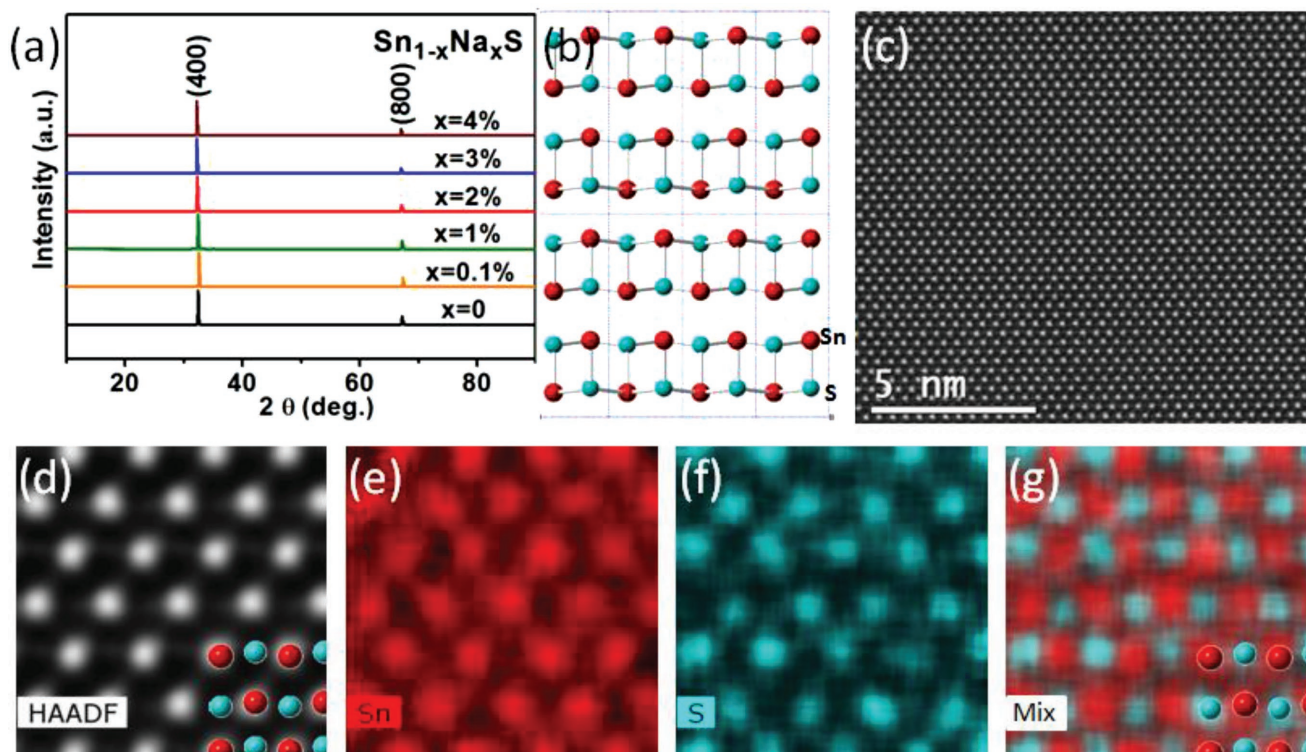 (a)
Sn1-xNaxS
(400)
(800)
x=4%
x=3%
x=2%
x=1%
x=0.1%
x=0
Intensity (a.u.)
20 40 60 80
2 θ (deg.)
(b)
Sn
S
(c)
5 nm
(d)
HAADF
(e)
Sn
(f)
S
(g)
Mix